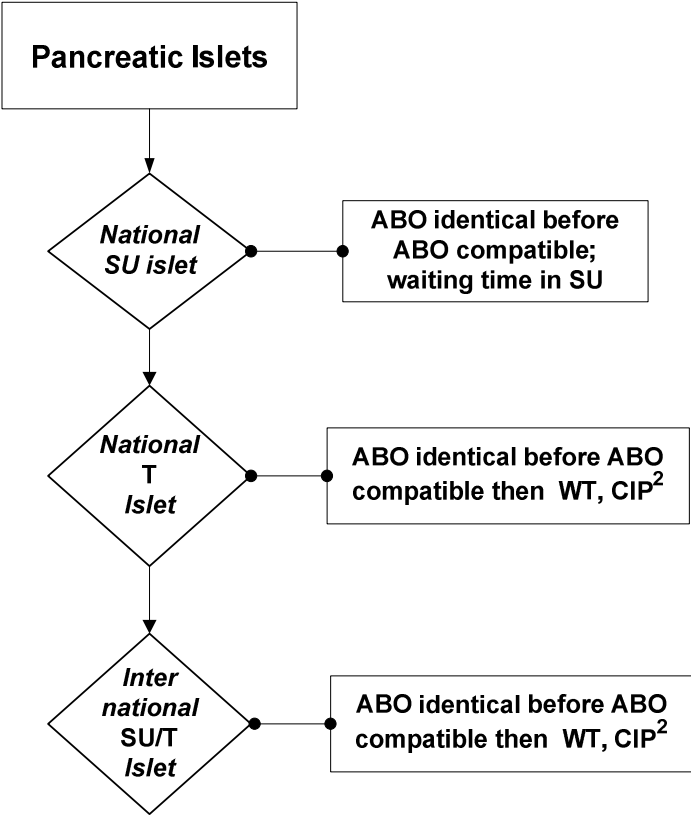 Pancreatic Islets
National
SU islet
ABO identical before
ABO compatible;
waiting time in SU
National
T
Islet
ABO identical before ABO
compatible then WT, CIP²
Inter
national
SU/T
Islet
ABO identical before ABO
compatible then WT, CIP²